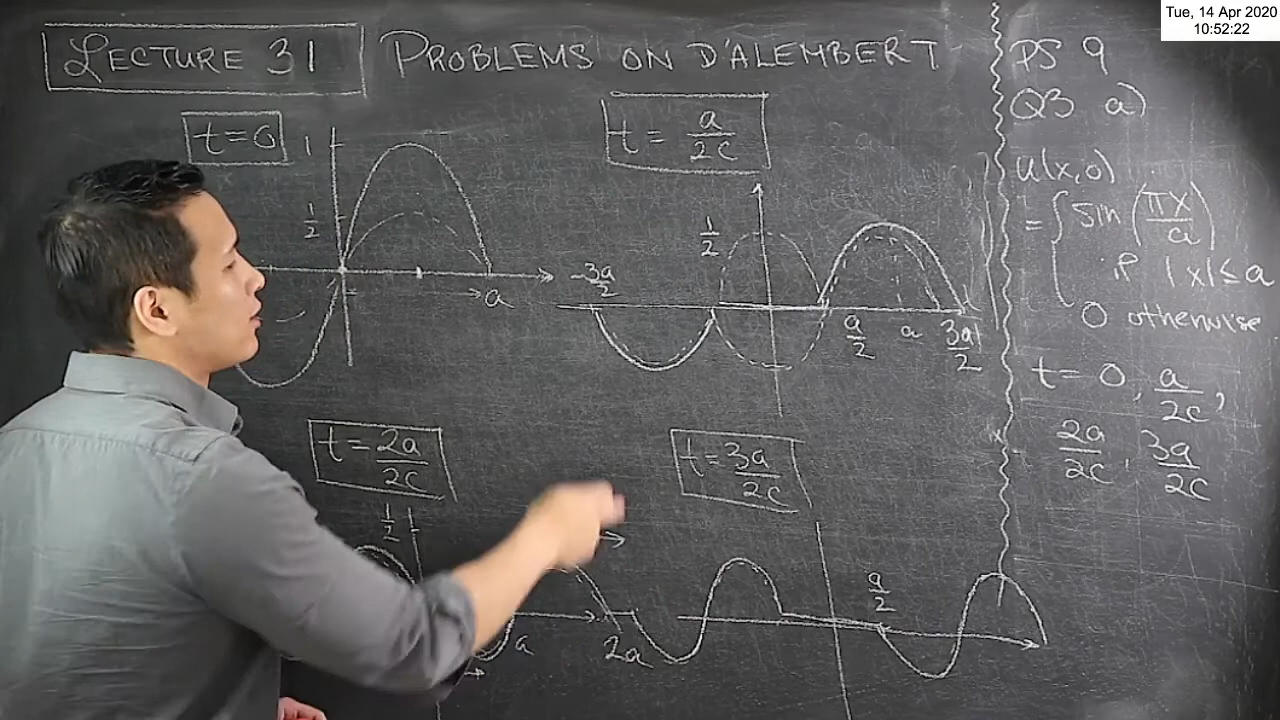 Tue, 14 Apr 2020
10:52:22
LECTURE 31 PROBLEMS ON D'ALEMBERT
PS 9
Q3 a)
u(x,0)
= { sin (πx/a)
if |x| ≤ a
0 otherwise
t = 0, a/2c,
2a/2c, 3a/2c
t=0
1
1/2
a
t = a/2c
1/2
-3a/2
a/2 a 3a/2
t = 2a/2c
1/2
a 2a
t = 3a/2c
a/2